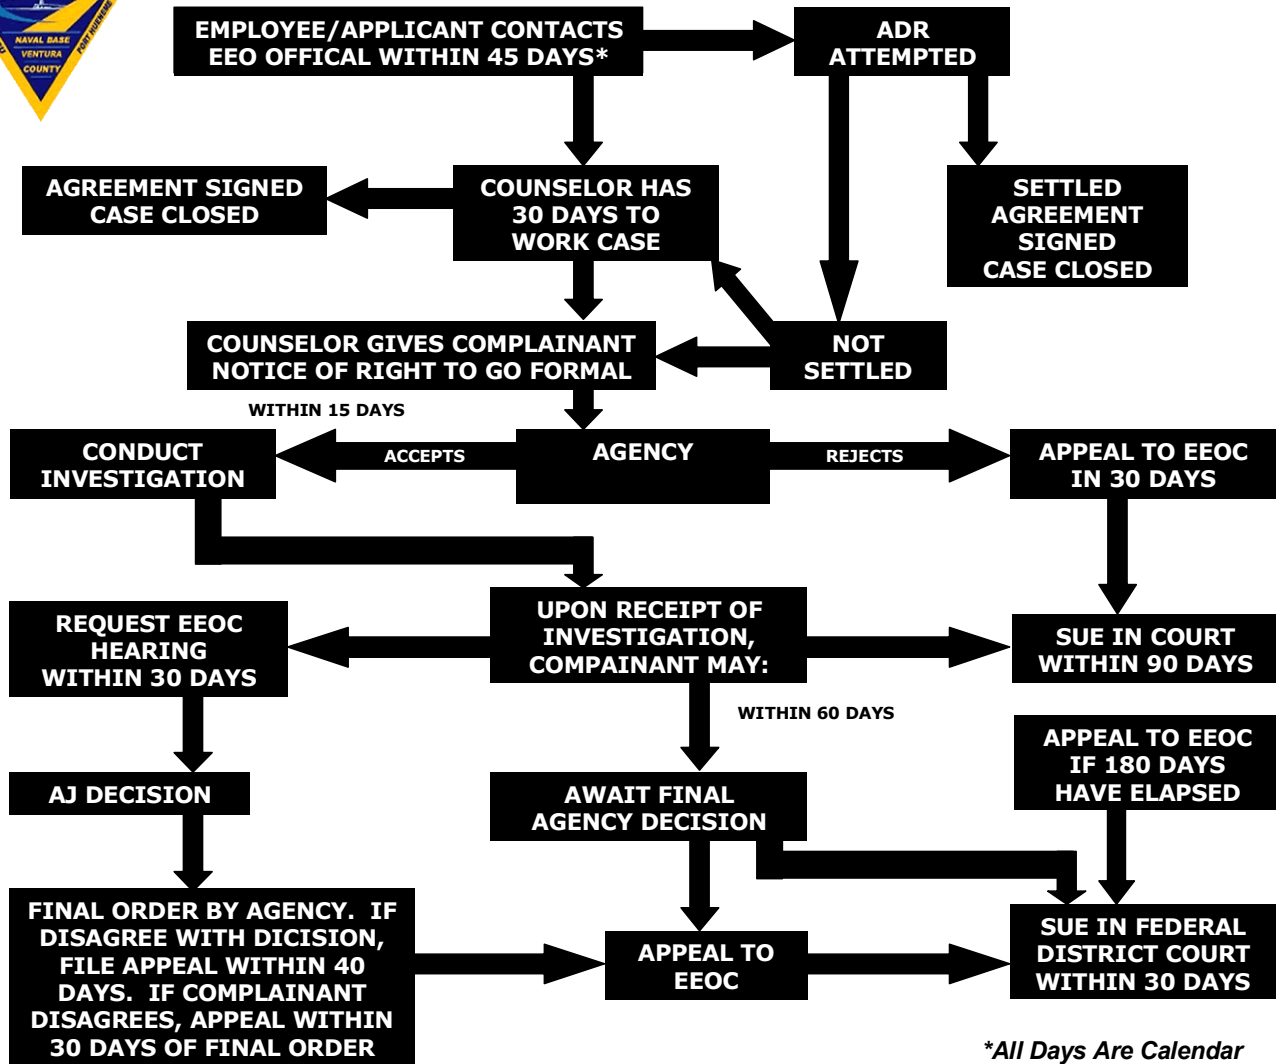 NAVAL BASE
VENTURA
COUNTY
PORT HUENEME
EMPLOYEE/APPLICANT CONTACTS
EEO OFFICAL WITHIN 45 DAYS*
ADR
ATTEMPTED
AGREEMENT SIGNED
CASE CLOSED
COUNSELOR HAS
30 DAYS TO
WORK CASE
SETTLED
AGREEMENT
SIGNED
CASE CLOSED
COUNSELOR GIVES COMPLAINANT
NOTICE OF RIGHT TO GO FORMAL
NOT
SETTLED
WITHIN 15 DAYS
CONDUCT
INVESTIGATION
ACCEPTS
AGENCY
REJECTS
APPEAL TO EEOC
IN 30 DAYS
REQUEST EEOC
HEARING
WITHIN 30 DAYS
UPON RECEIPT OF
INVESTIGATION,
COMPAINANT MAY:
SUE IN COURT
WITHIN 90 DAYS
WITHIN 60 DAYS
APPEAL TO EEOC
IF 180 DAYS
HAVE ELAPSED
AJ DECISION
AWAIT FINAL
AGENCY DECISION
FINAL ORDER BY AGENCY.  IF
DISAGREE WITH DICISION,
FILE APPEAL WITHIN 40
DAYS.  IF COMPLAINANT
DISAGREES, APPEAL WITHIN
30 DAYS OF FINAL ORDER
APPEAL TO
EEOC
SUE IN FEDERAL
DISTRICT COURT
WITHIN 30 DAYS
*All Days Are Calendar